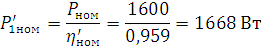 P′₁ном = Pном / η′ном = 1600 / 0,959 = 1668 Вт